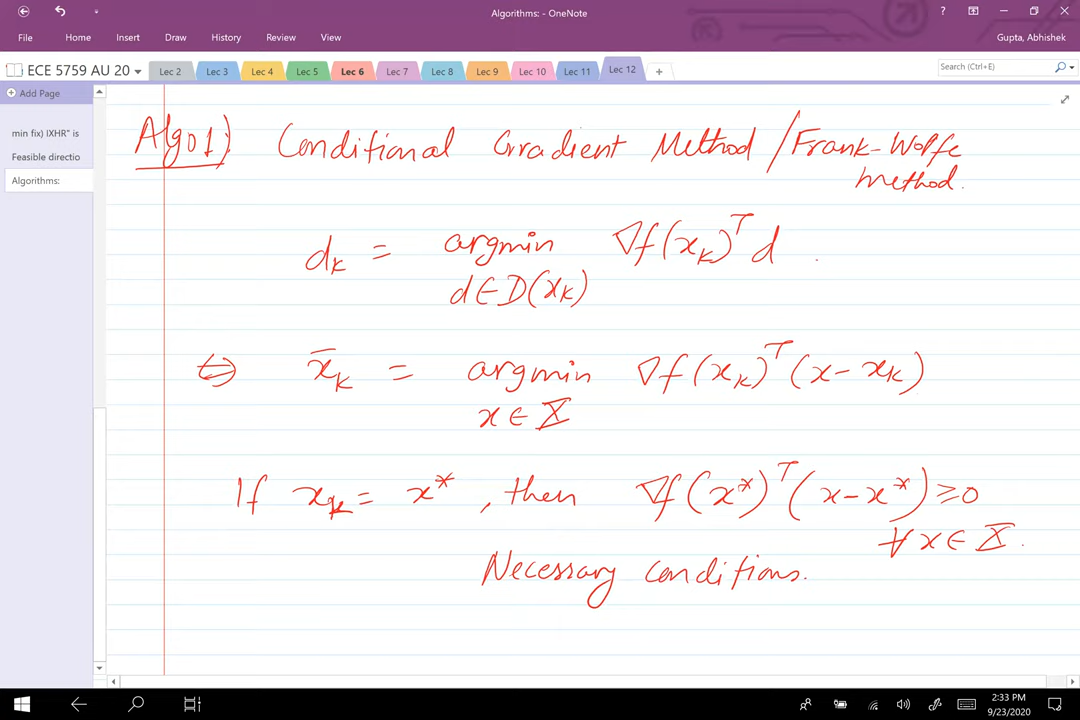 Algorithms: - OneNote
File Home Insert Draw History Review View
Gupta, Abhishek
ECE 5759 AU 20
Lec 2 Lec 3 Lec 4 Lec 5 Lec 6 Lec 7 Lec 8 Lec 9 Lec 10 Lec 11 Lec 12
Search (Ctrl+E)
Add Page
min f(x) IXHR" is
Feasible directio
Algorithms:
Algo1) Conditional Gradient Method / Frank-Wolfe
method.
d_k = argmin ∇f(x_k)^T d.
d ∈ D(x_k)
⇔ x̄_k = argmin ∇f(x_k)^T (x - x_k)
x ∈ X
If x_k = x*, then ∇f(x*)^T (x - x*) ≥ 0
∀ x ∈ X.
Necessary conditions.
2:33 PM
9/23/2020